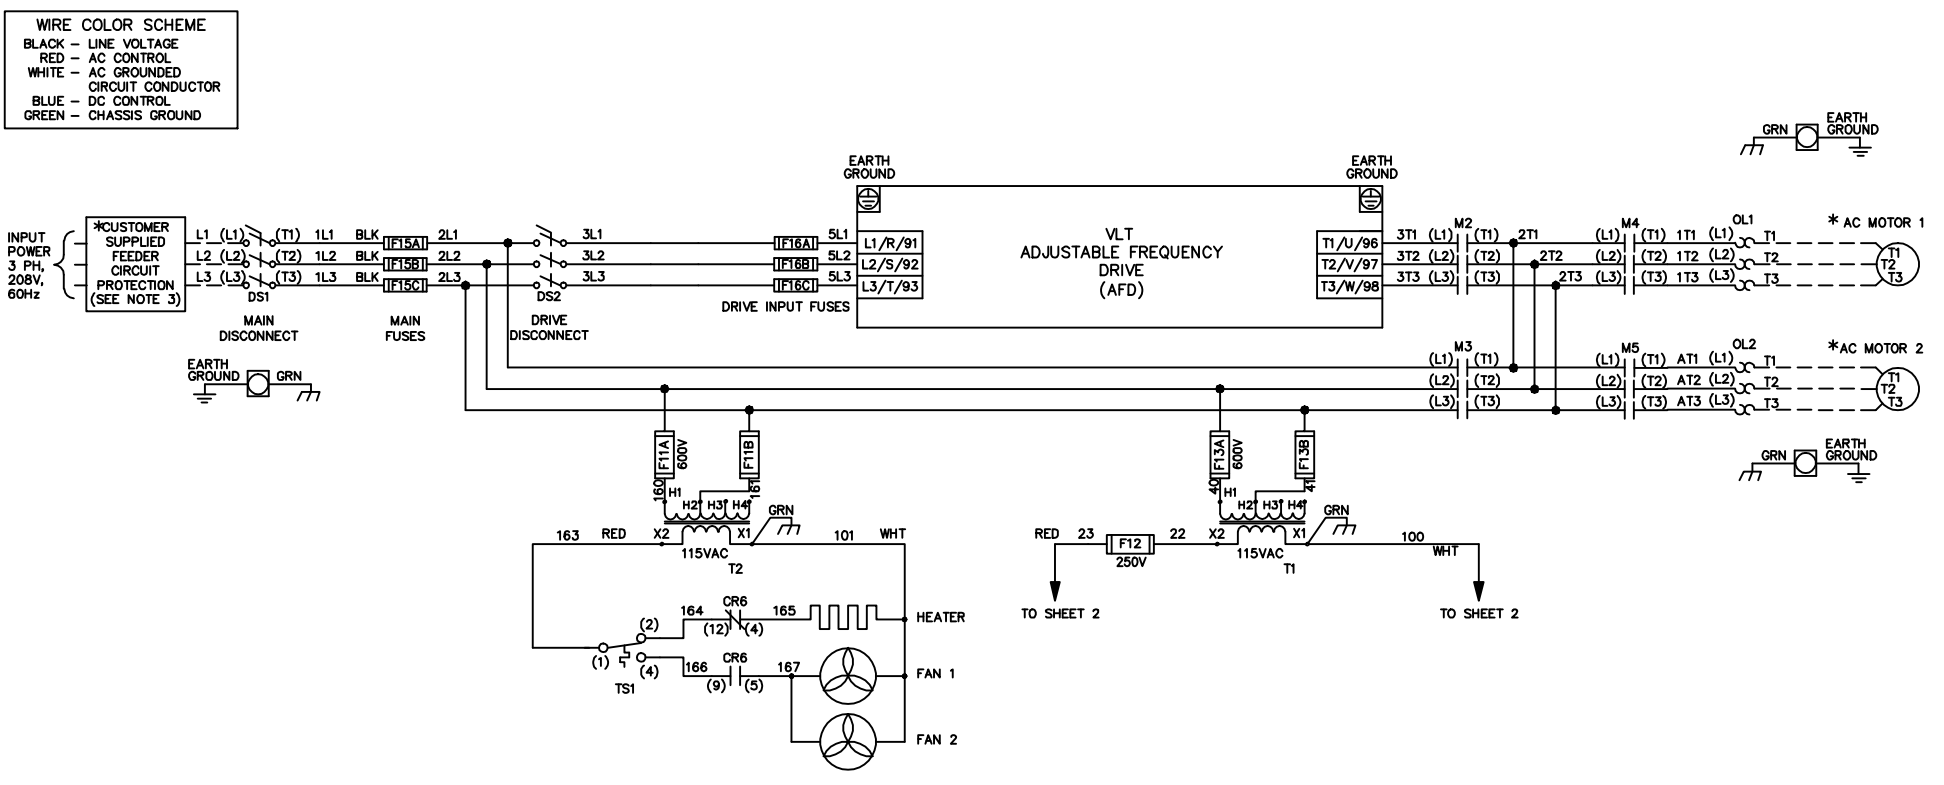 WIRE COLOR SCHEME
BLACK – LINE VOLTAGE
RED – AC CONTROL
WHITE – AC GROUNDED
CIRCUIT CONDUCTOR
BLUE – DC CONTROL
GREEN – CHASSIS GROUND
INPUT
POWER
3 PH,
208V,
60Hz
*CUSTOMER
SUPPLIED
FEEDER
CIRCUIT
PROTECTION
(SEE NOTE 3)
L1 (L1) (T1) 1L1 BLK F15A 2L1 3L1 F16A 5L1 L1/R/91
L2 (L2) (T2) 1L2 BLK F15B 2L2 3L2 F16B 5L2 L2/S/92
L3 (L3) (T3) 1L3 BLK F15C 2L3 3L3 F16C 5L3 L3/T/93
DS1
MAIN
DISCONNECT
MAIN
FUSES
DS2
DRIVE
DISCONNECT
DRIVE INPUT FUSES
EARTH
GROUND
GRN
EARTH
GROUND
VLT
ADJUSTABLE FREQUENCY
DRIVE
(AFD)
EARTH
GROUND
M2 M4 OL1
T1/U/96 3T1 (L1) (T1) 2T1 (L1) (T1) 1T1 (L1) T1
T2/V/97 3T2 (L2) (T2) 2T2 (L2) (T2) 1T2 (L2) T2
T3/W/98 3T3 (L3) (T3) 2T3 (L3) (T3) 1T3 (L3) T3
GRN
EARTH
GROUND
* AC MOTOR 1
T1
T2
T3
M3 M5 OL2
(L1) (T1) (L1) (T1) AT1 (L1) T1
(L2) (T2) (L2) (T2) AT2 (L2) T2
(L3) (T3) (L3) (T3) AT3 (L3) T3
*AC MOTOR 2
T1
T2
T3
GRN
EARTH
GROUND
F11A
600V
F11B
160
161
H1 H2 H3 H4
GRN
163 RED X2 X1 101 WHT
115VAC
T2
164 CR6 165
(12) (4)
HEATER
(2)
(1)
(4)
TS1
166 CR6 167
(9) (5)
FAN 1
FAN 2
F13A
600V
F13B
40
41
H1 H2 H3 H4
GRN
RED 23 F12 22 X2 X1 100
WHT
250V
115VAC
T1
TO SHEET 2
TO SHEET 2